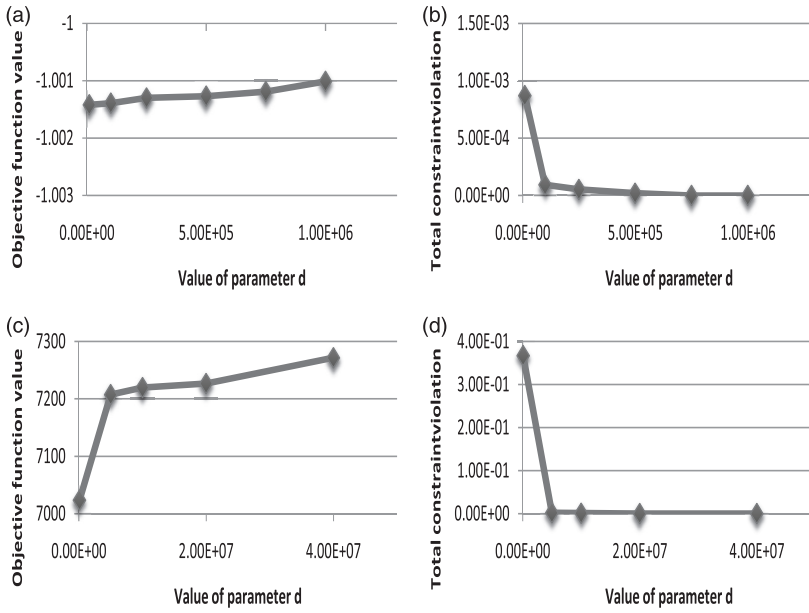 (a)
Objective function value
-1
-1.001
-1.002
-1.003
0.00E+00 5.00E+05 1.00E+06
Value of parameter d
(b)
Total constraintviolation
1.50E-03
1.00E-03
5.00E-04
0.00E+00
0.00E+00 5.00E+05 1.00E+06
Value of parameter d
(c)
Objective function value
7300
7200
7100
7000
0.00E+00 2.00E+07 4.00E+07
Value of parameter d
(d)
Total constraintviolation
4.00E-01
3.00E-01
2.00E-01
1.00E-01
0.00E+00
0.00E+00 2.00E+07 4.00E+07
Value of parameter d